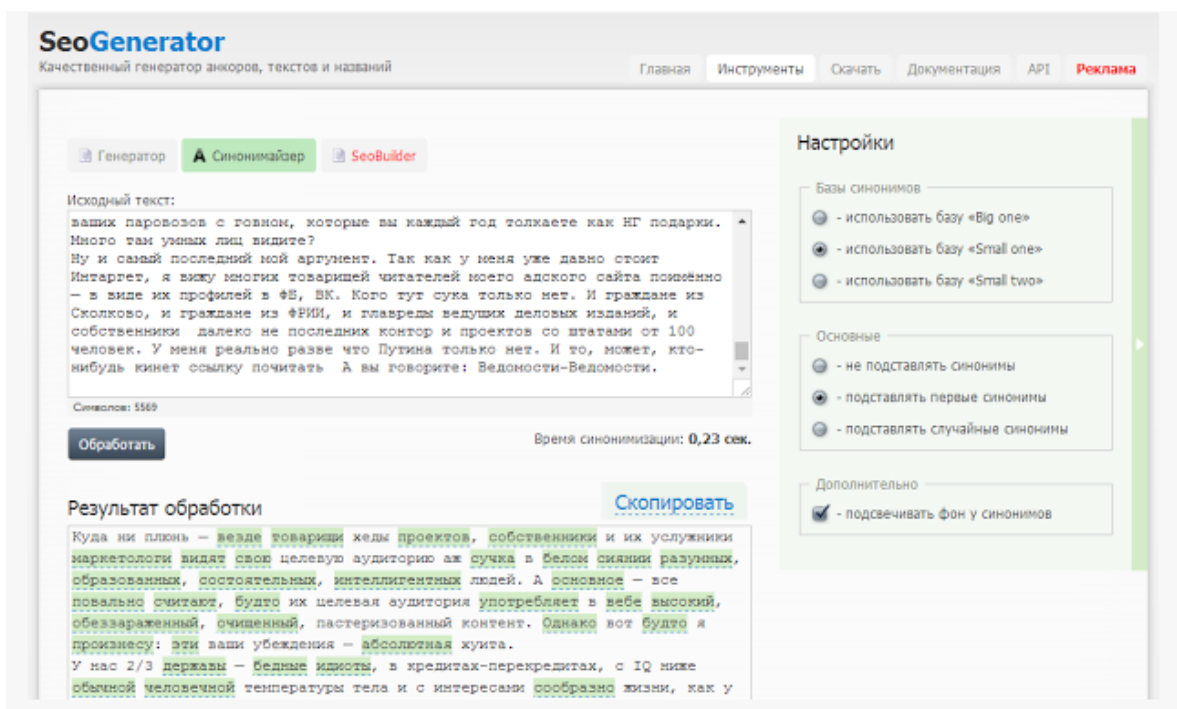 SeoGenerator
Качественный генератор анкоров, текстов и названий
Главная Инструменты Скачать Документация API Реклама
Генератор A Синонимайзер SeoBuilder
Исходный текст:
ваших паровозов с говном, которые вы каждый год толкаете как НГ подарки.
Много там умных лиц видите?
Ну и самый последний мой аргумент. Так как у меня уже давно стоит
Интаргет, я вижу многих товарищей читателей моего адского сайта поимённо
— в виде их профилей в ФБ, ВК. Кого тут сука только нет. И граждане из
Сколково, и граждане из ФРИИ, и главреды ведущих деловых изданий, и
собственники далеко не последних контор и проектов со штатами от 100
человек. У меня реально разве что Путина только нет. И то, может, кто-
нибудь кинет ссылку почитать А вы говорите: Ведомости-Ведомости.
Символов: 5569
Обработать
Время синонимизации: 0,23 сек.
Результат обработки
Скопировать
Куда ни плюнь — везде товарищи хеды проектов, собственники и их услужники
маркетологи видят свою целевую аудиторию аж сучка в белом сиянии разумных,
образованных, состоятельных, интеллигентных людей. А основное — все
повально считают, будто их целевая аудитория употребляет в вебе высокий,
обеззараженный, очищенный, пастеризованный контент. Однако вот будто я
произнесу: эти ваши убеждения — абсолютная хуита.
У нас 2/3 державы — бедные идиоты, в кредитах-перекредитах, с IQ ниже
обычной человечной температуры тела и с интересами сообразно жизни, как у
Настройки
Базы синонимов
- использовать базу «Big one»
- использовать базу «Small one»
- использовать базу «Small two»
Основные
- не подставлять синонимы
- подставлять первые синонимы
- подставлять случайные синонимы
Дополнительно
- подсвечивать фон у синонимов